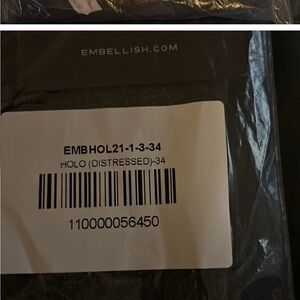 EMBELLISH.COM
EMBHOL21-1-3-34
HOLO (DISTRESSED)-34
110000056450